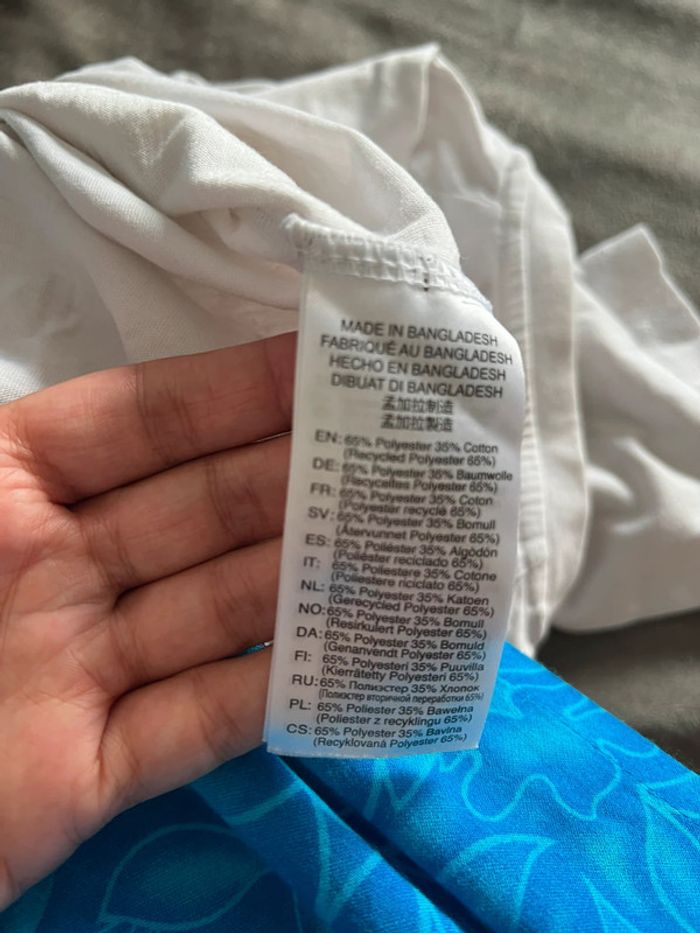 MADE IN BANGLADESH
FABRIQUÉ AU BANGLADESH
HECHO EN BANGLADESH
DIBUAT DI BANGLADESH
孟加拉制造
孟加拉製造
EN: 65% Polyester 35% Cotton
(Recycled Polyester 65%)
DE: 65% Polyester 35% Baumwolle
(Recyceltes Polyester 65%)
FR: 65% Polyester 35% Coton
(Polyester recyclé 65%)
SV: 65% Polyester 35% Bomull
(Återvunnet Polyester 65%)
ES: 65% Poliéster 35% Algodón
(Poliéster reciclado 65%)
IT: 65% Poliestere 35% Cotone
(Poliestere riciclato 65%)
NL: 65% Polyester 35% Katoen
(Gerecycled Polyester 65%)
NO: 65% Polyester 35% Bomull
(Resirkulert Polyester 65%)
DA: 65% Polyester 35% Bomuld
(Genanvendt Polyester 65%)
FI: 65% Polyesteri 35% Puuvilla
(Kierrätetty Polyesteri 65%)
RU: 65% Полиэстер 35% Хлопок
(Полиэстер вторичной переработки 65%)
PL: 65% Poliester 35% Bawełna
(Poliester z recyklingu 65%)
CS: 65% Polyester 35% Bavlna
(Recyklovaná Polyester 65%)